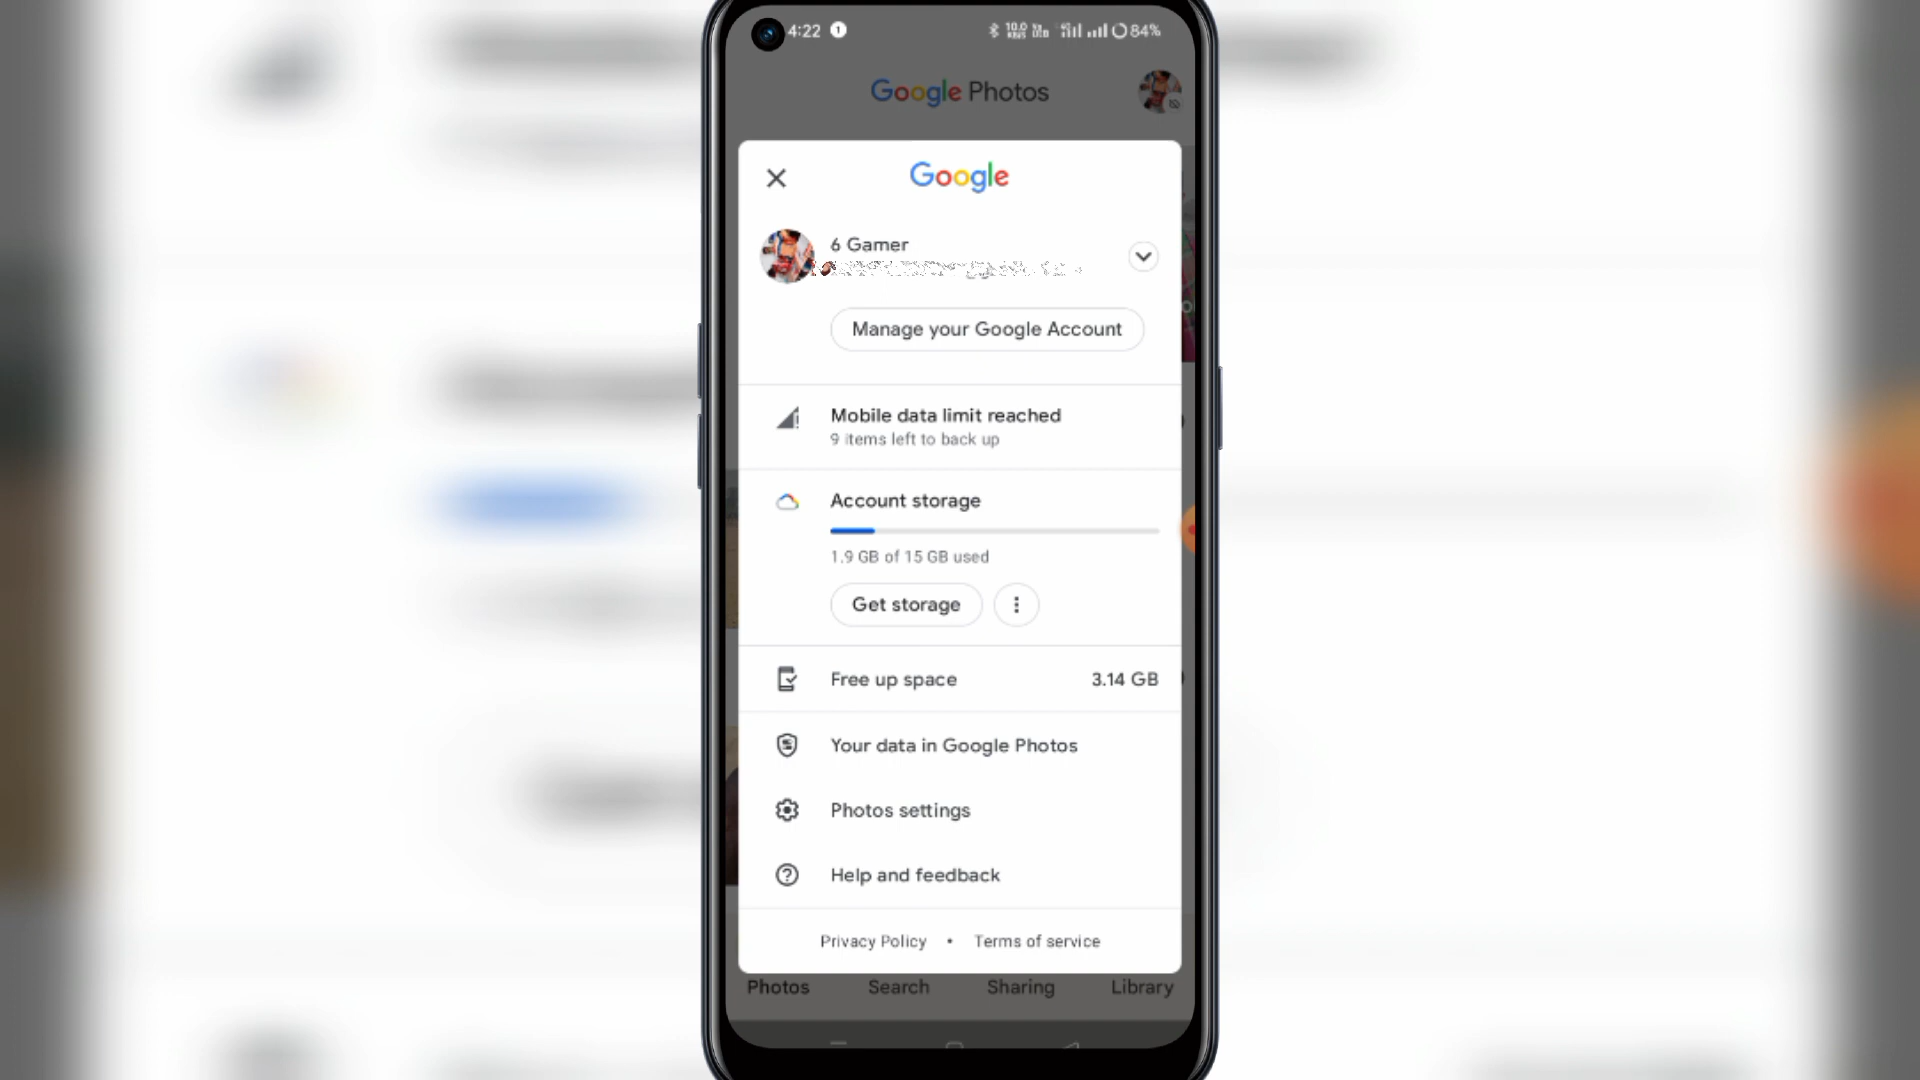 4:22
84%
Google Photos
Google
6 Gamer
Manage your Google Account
Mobile data limit reached
9 items left to back up
Account storage
1.9 GB of 15 GB used
Get storage
Free up space
3.14 GB
Your data in Google Photos
Photos settings
Help and feedback
Privacy Policy • Terms of service
Photos
Search
Sharing
Library